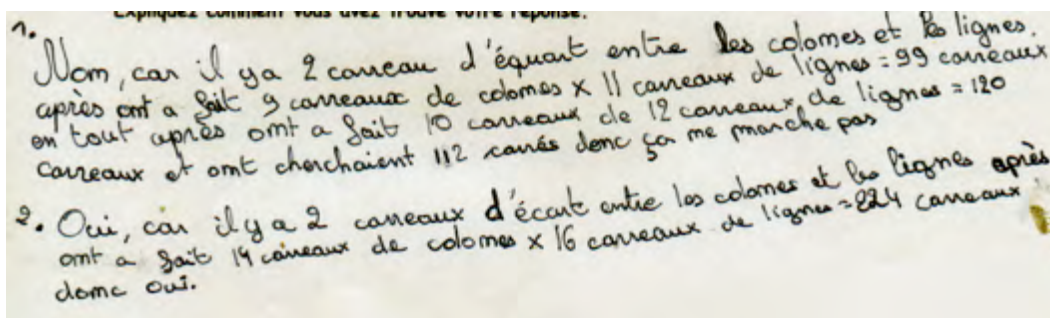 Expliquez comment vous avez trouvé votre réponse.
1.
Nom, car il ya 2 carreau d'équart entre les colomes et les lignes.
après ont a fait 9 carreaux de colomes x 11 carreaux de lignes = 99 carreaux
en tout après omt a fait 10 carreaux de 12 carreaux, de lignes = 120
carreaux et omt cherchaient 112 carrés donc ça me marche pas
2. Oui, car il y a 2 carreaux d'écart entre les colomes et les lignes après
omt a fait 14 carreaux de colomes x 16 carreaux de lignes = 224 carreaux
domc oui.